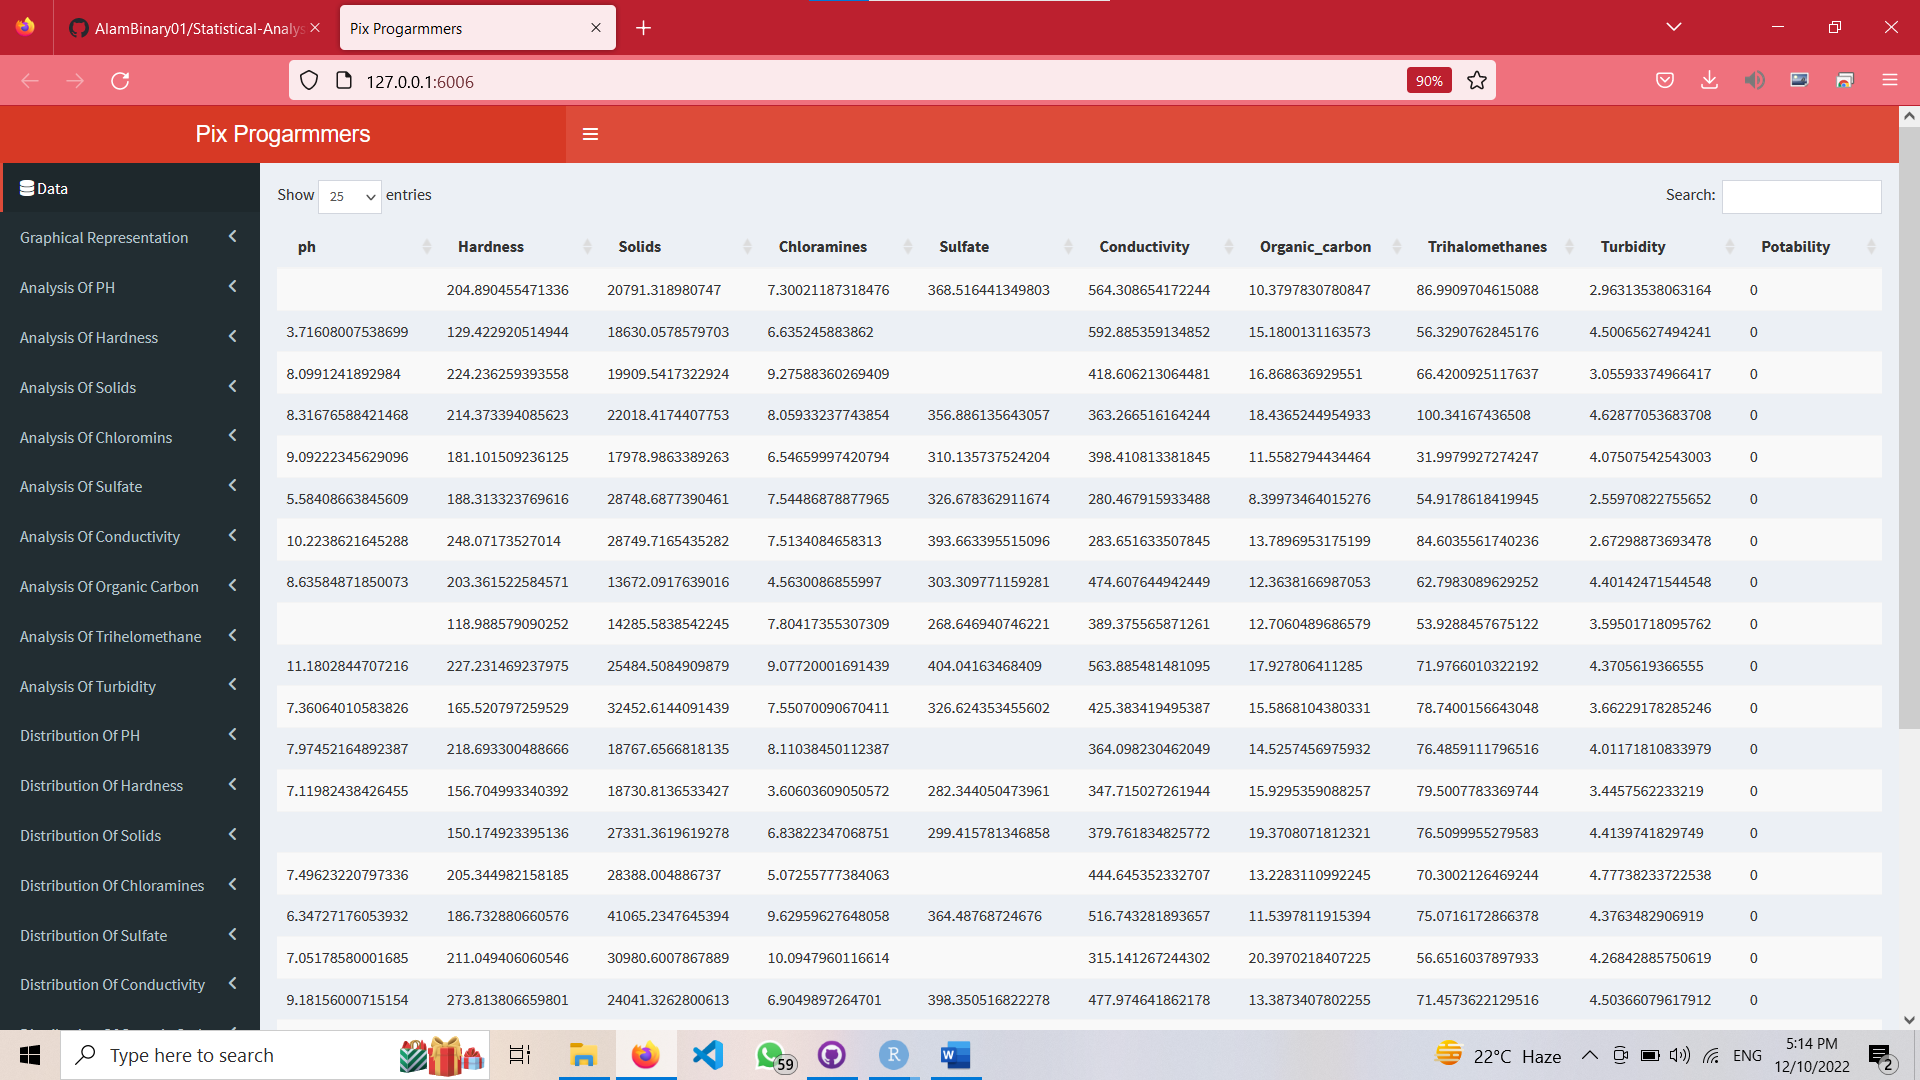 AlamBinary01/Statistical-Analys
Pix Progarmmers
127.0.0.1:6006
90%
Pix Progarmmers
Data
Graphical Representation
Analysis Of PH
Analysis Of Hardness
Analysis Of Solids
Analysis Of Chloromins
Analysis Of Sulfate
Analysis Of Conductivity
Analysis Of Organic Carbon
Analysis Of Trihelomethane
Analysis Of Turbidity
Distribution Of PH
Distribution Of Hardness
Distribution Of Solids
Distribution Of Chloramines
Distribution Of Sulfate
Distribution Of Conductivity
Show 25 entries
Search:
ph Hardness Solids Chloramines Sulfate Conductivity Organic_carbon Trihalomethanes Turbidity Potability
204.890455471336 20791.318980747 7.30021187318476 368.516441349803 564.308654172244 10.3797830780847 86.9909704615088 2.96313538063164 0
3.71608007538699 129.422920514944 18630.0578579703 6.635245883862 592.885359134852 15.1800131163573 56.3290762845176 4.50065627494241 0
8.0991241892984 224.236259393558 19909.5417322924 9.27588360269409 418.606213064481 16.868636929551 66.4200925117637 3.05593374966417 0
8.31676588421468 214.373394085623 22018.4174407753 8.05933237743854 356.886135643057 363.266516164244 18.4365244954933 100.34167436508 4.62877053683708 0
9.09222345629096 181.101509236125 17978.9863389263 6.54659997420794 310.135737524204 398.410813381845 11.5582794434464 31.9979927274247 4.07507542543003 0
5.58408663845609 188.313323769616 28748.6877390461 7.54486878877965 326.678362911674 280.467915933488 8.39973464015276 54.9178618419945 2.55970822755652 0
10.2238621645288 248.07173527014 28749.7165435282 7.5134084658313 393.663395515096 283.651633507845 13.7896953175199 84.6035561740236 2.67298873693478 0
8.63584871850073 203.361522584571 13672.0917639016 4.5630086855997 303.309771159281 474.607644942449 12.3638166987053 62.7983089629252 4.40142471544548 0
118.988579090252 14285.5838542245 7.80417355307309 268.646940746221 389.375565871261 12.7060489686579 53.9288457675122 3.59501718095762 0
11.1802844707216 227.231469237975 25484.5084909879 9.07720001691439 404.04163468409 563.885481481095 17.927806411285 71.9766010322192 4.3705619366555 0
7.36064010583826 165.520797259529 32452.6144091439 7.55070090670411 326.624353455602 425.383419495387 15.5868104380331 78.7400156643048 3.66229178285246 0
7.97452164892387 218.693300488666 18767.6566818135 8.11038450112387 364.098230462049 14.5257456975932 76.4859111796516 4.01171810833979 0
7.11982438426455 156.704993340392 18730.8136533427 3.60603609050572 282.344050473961 347.715027261944 15.9295359088257 79.5007783369744 3.4457562233219 0
150.174923395136 27331.3619619278 6.83822347068751 299.415781346858 379.761834825772 19.3708071812321 76.5099955279583 4.4139741829749 0
7.49623220797336 205.344982158185 28388.004886737 5.07255777384063 444.645352332707 13.2283110992245 70.3002126469244 4.77738233722538 0
6.34727176053932 186.732880660576 41065.2347645394 9.62959627648058 364.48768724676 516.743281893657 11.5397811915394 75.0716172866378 4.3763482906919 0
7.05178580001685 211.049406060546 30980.6007867889 10.0947960116614 315.141267244302 20.3970218407225 56.6516037897933 4.26842885750619 0
9.18156000715154 273.813806659801 24041.3262800613 6.9049897264701 398.350516822278 477.974641862178 13.3873407802255 71.4573622129516 4.50366079617912 0
Type here to search
59
22°C Haze
ENG
5:14 PM
12/10/2022
2